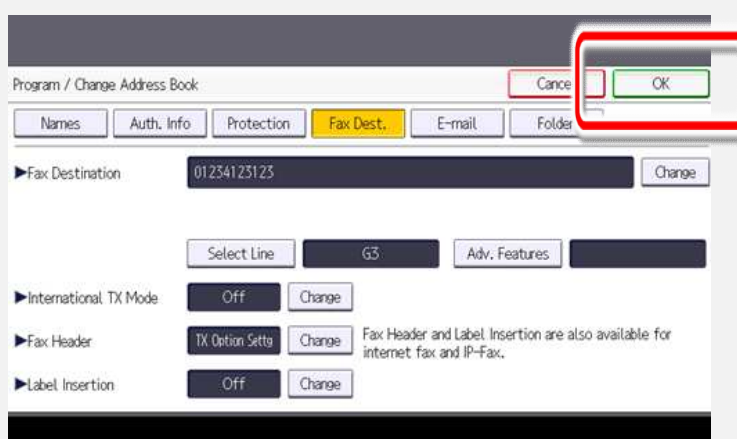 Program / Change Address Book
Cance
OK
Names
Auth. Info
Protection
Fax Dest.
E-mail
Folder
▶Fax Destination
01234123123
Change
Select Line
G3
Adv. Features
▶International TX Mode
Off
Change
▶Fax Header
TX Option Settg
Change
Fax Header and Label Insertion are also available for
internet fax and IP-Fax.
▶Label Insertion
Off
Change